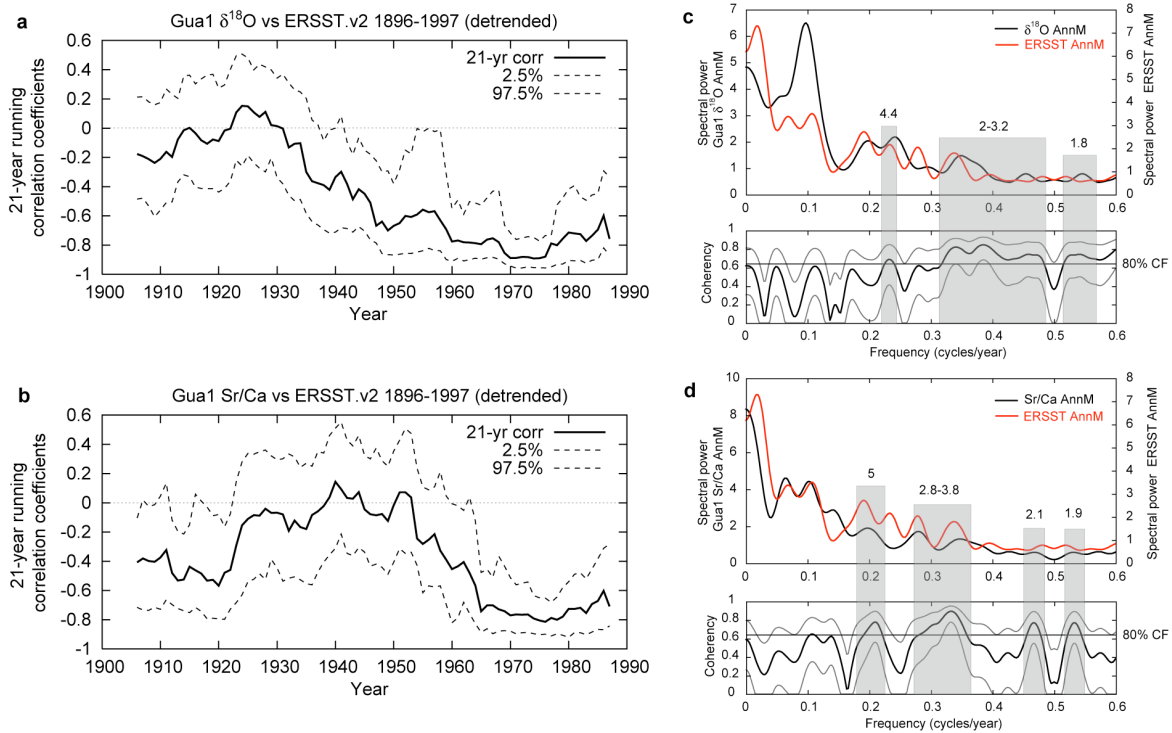 a
Gua1 δ¹⁸O vs ERSST.v2 1896-1997 (detrended)
21-year running
correlation coefficients
0.6
0.4
0.2
0
-0.2
-0.4
-0.6
-0.8
-1
21-yr corr
2.5%
97.5%
1900 1910 1920 1930 1940 1950 1960 1970 1980 1990
Year
b
Gua1 Sr/Ca vs ERSST.v2 1896-1997 (detrended)
21-year running
correlation coefficients
0.6
0.4
0.2
0
-0.2
-0.4
-0.6
-0.8
-1
21-yr corr
2.5%
97.5%
1900 1910 1920 1930 1940 1950 1960 1970 1980 1990
Year
c
Spectral power
Gua1 δ¹⁸O AnnM
7
6
5
4
3
2
1
δ¹⁸O AnnM
ERSST AnnM
4.4
2-3.2
1.8
8
7
6
5
4
3
2
1
0
Spectral power ERSST AnnM
0 0.1 0.2 0.3 0.4 0.5 0.6
Coherency
1
0.8
0.6
0.4
0.2
0
80% CF
0 0.1 0.2 0.3 0.4 0.5 0.6
Frequency (cycles/year)
d
Spectral power
Gua1 Sr/Ca AnnM
10
8
6
4
2
0
Sr/Ca AnnM
ERSST AnnM
5
2.8-3.8
2.1
1.9
8
7
6
5
4
3
2
1
0
Spectral power ERSST AnnM
0 0.1 0.2 0.3 0.4 0.5 0.6
Coherency
1
0.8
0.6
0.4
0.2
0
80% CF
0 0.1 0.2 0.3 0.4 0.5 0.6
Frequency (cycles/year)